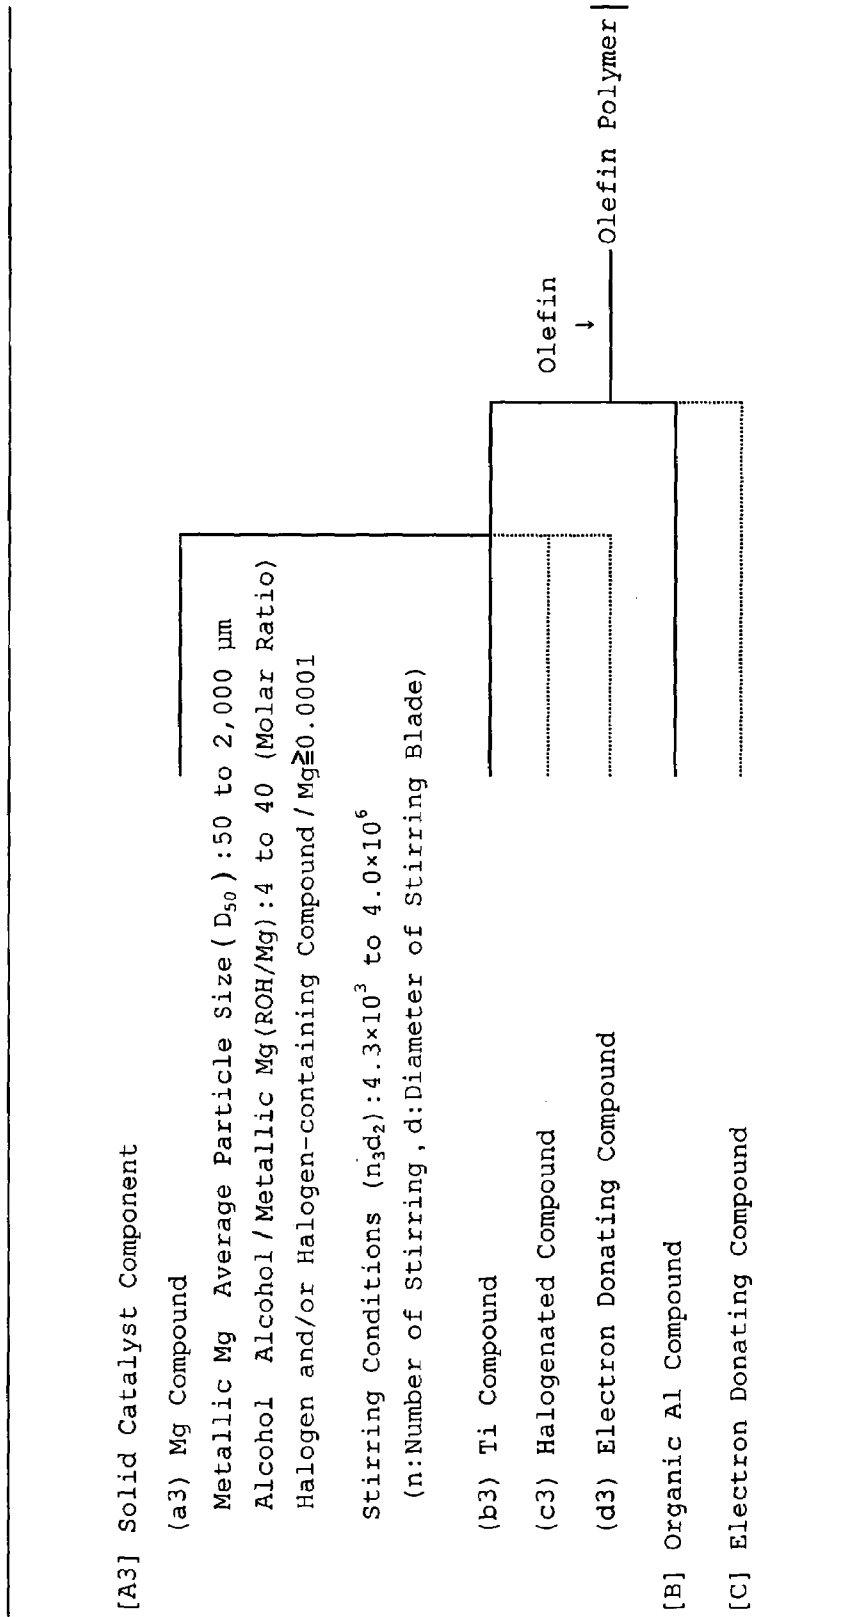 [A3] Solid Catalyst Component
(a3) Mg Compound
Metallic Mg Average Particle Size(D₅₀):50 to 2,000 µm
Alcohol Alcohol/Metallic Mg(ROH/Mg):4 to 40 (Molar Ratio)
Halogen and/or Halogen-containing Compound/Mg≧0.0001
Stirring Conditions (n₃d₂):4.3×10³ to 4.0×10⁶
(n:Number of Stirring, d:Diameter of Stirring Blade)
(b3) Ti Compound
(c3) Halogenated Compound
(d3) Electron Donating Compound
[B] Organic Al Compound
[C] Electron Donating Compound
Olefin
↓
Olefin Polymer